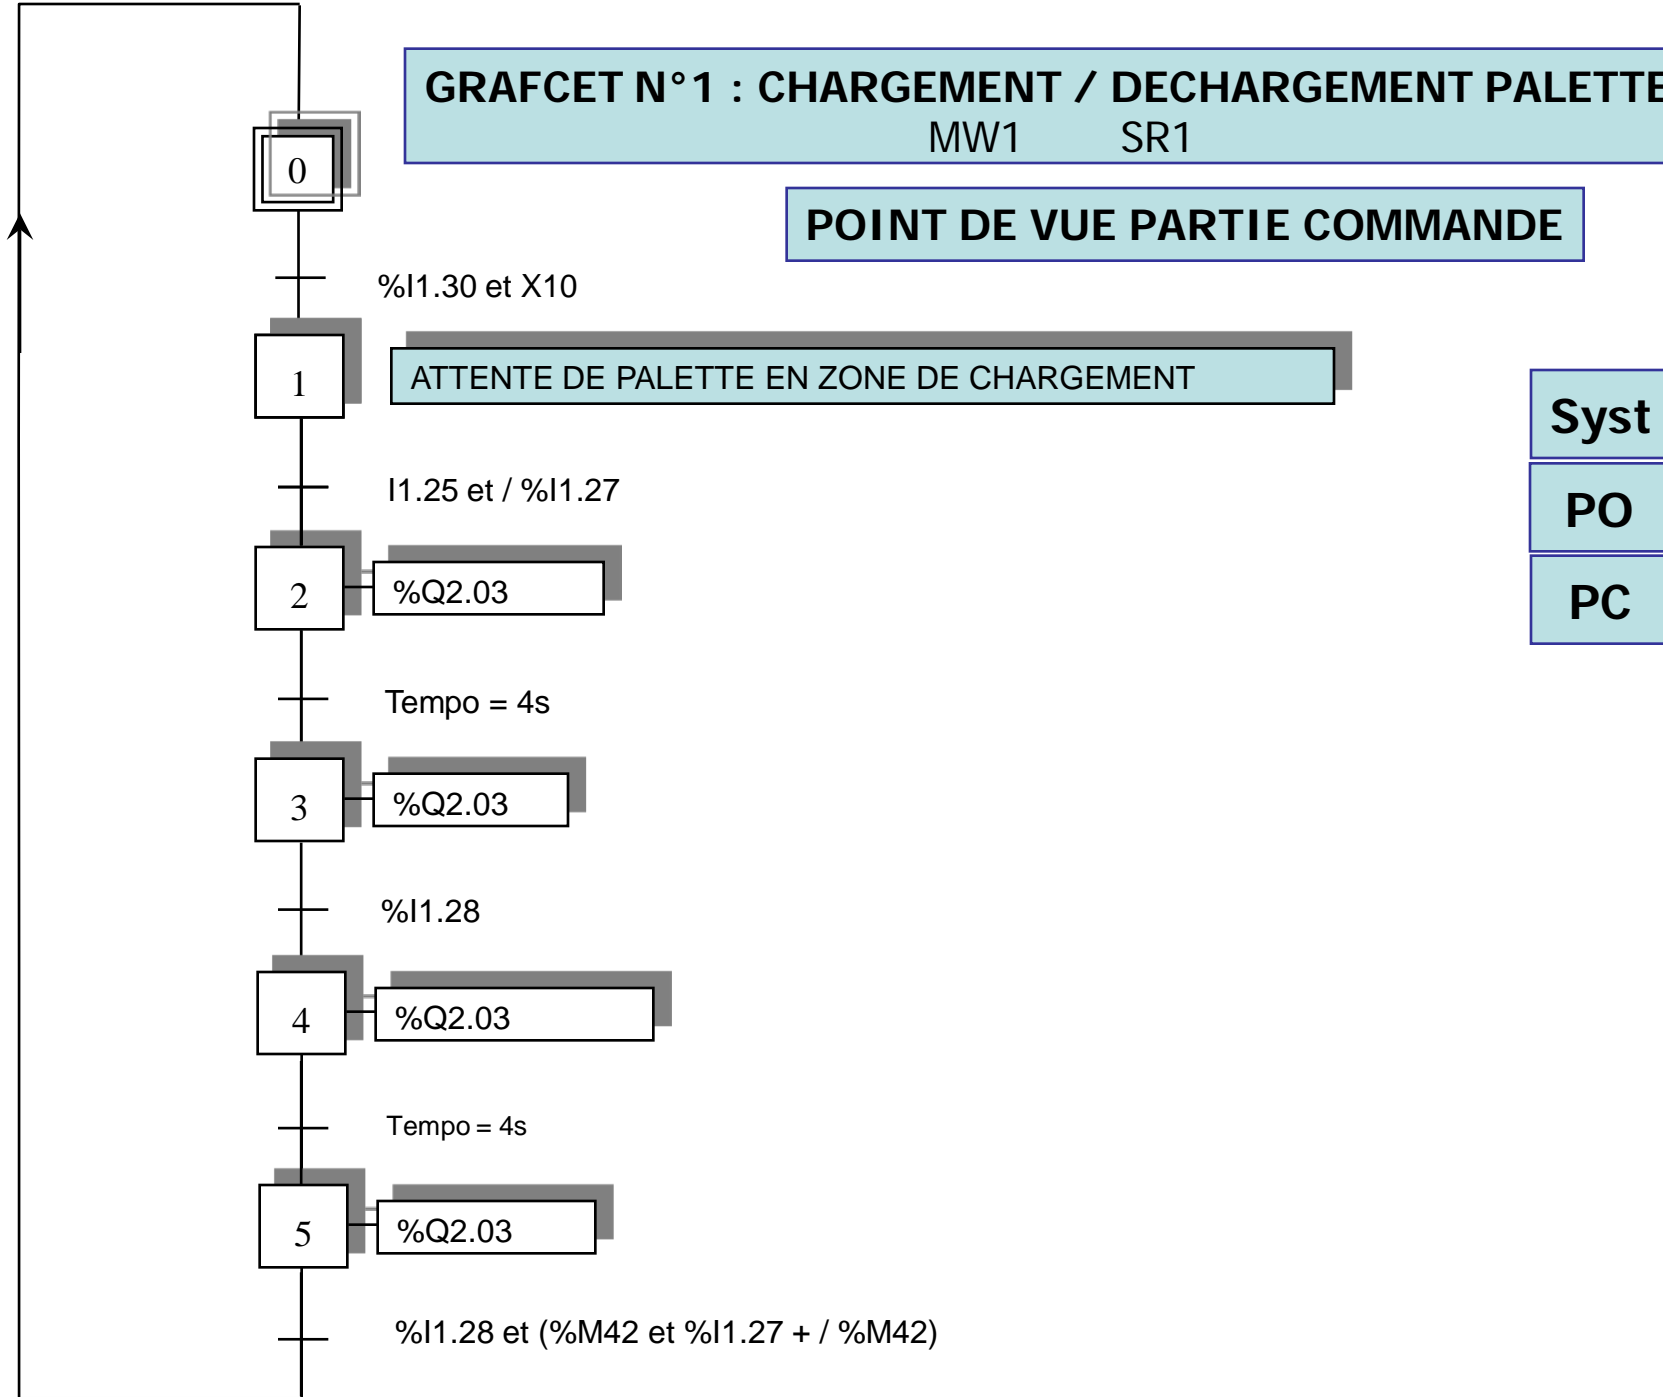 GRAFCET N°1 : CHARGEMENT / DECHARGEMENT PALETTE
MW1 SR1
POINT DE VUE PARTIE COMMANDE
0
%I1.30 et X10
1
ATTENTE DE PALETTE EN ZONE DE CHARGEMENT
Syst
I1.25 et / %I1.27
PO
2
%Q2.03
PC
Tempo = 4s
3
%Q2.03
%I1.28
4
%Q2.03
Tempo = 4s
5
%Q2.03
%I1.28 et (%M42 et %I1.27 + / %M42)